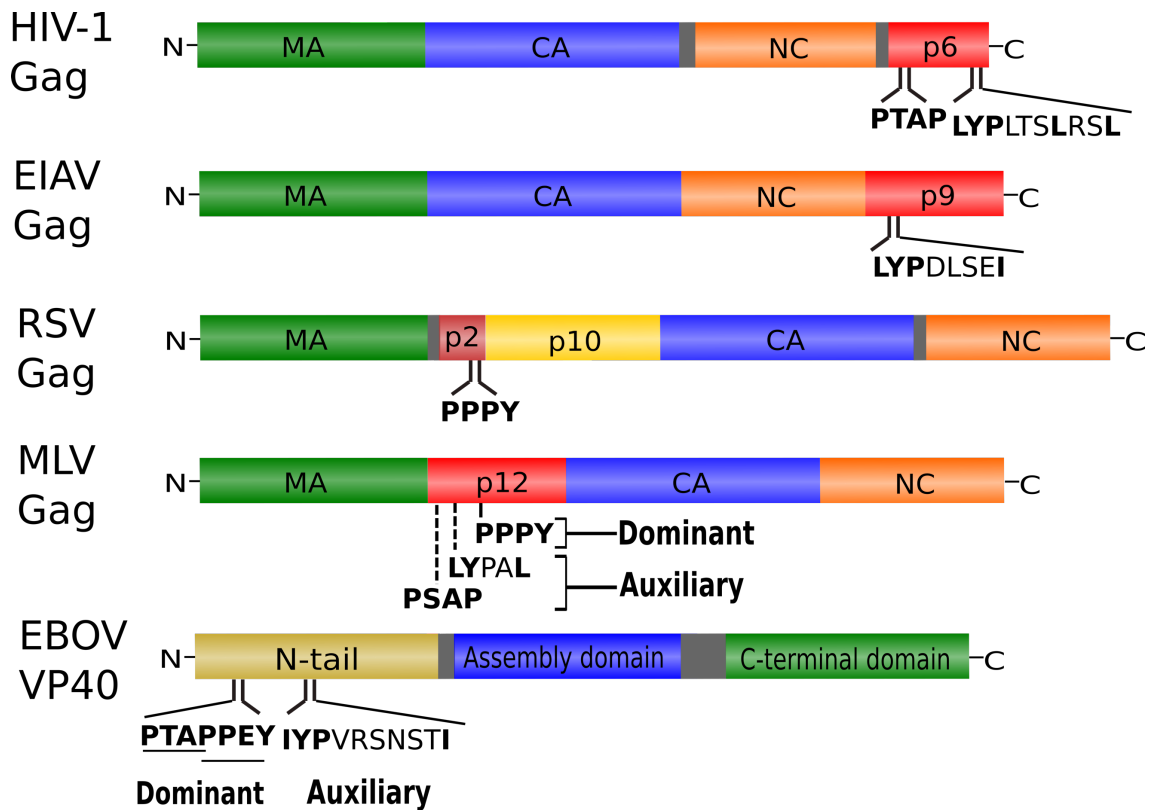 HIV-1
Gag
N MA CA NC p6 C
PTAP LYPLTSLRSL
EIAV
Gag
N MA CA NC p9 C
LYPDLSEI
RSV
Gag
N MA p2 p10 CA NC C
PPPY
MLV
Gag
N MA p12 CA NC C
PPPY Dominant
LYPAL
Auxiliary
PSAP
EBOV
VP40
N N-tail Assembly domain C-terminal domain C
PTAPPEY IYPVRSNSTI
Dominant Auxiliary